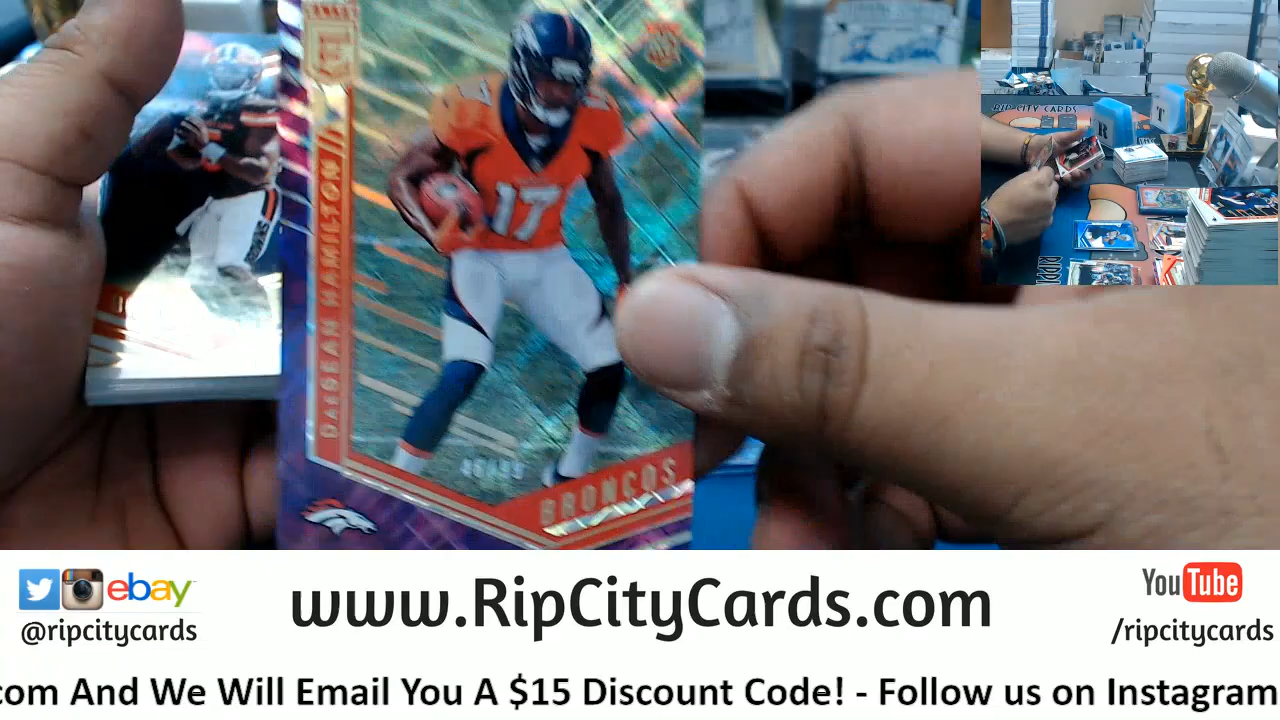 DAESEAN HAMILTON
17
BRONCOS
RIP CITY CARDS
R
T
ebay
@ripcitycards
www.RipCityCards.com
YouTube
/ripcitycards
com And We Will Email You A $15 Discount Code! - Follow us on Instagram